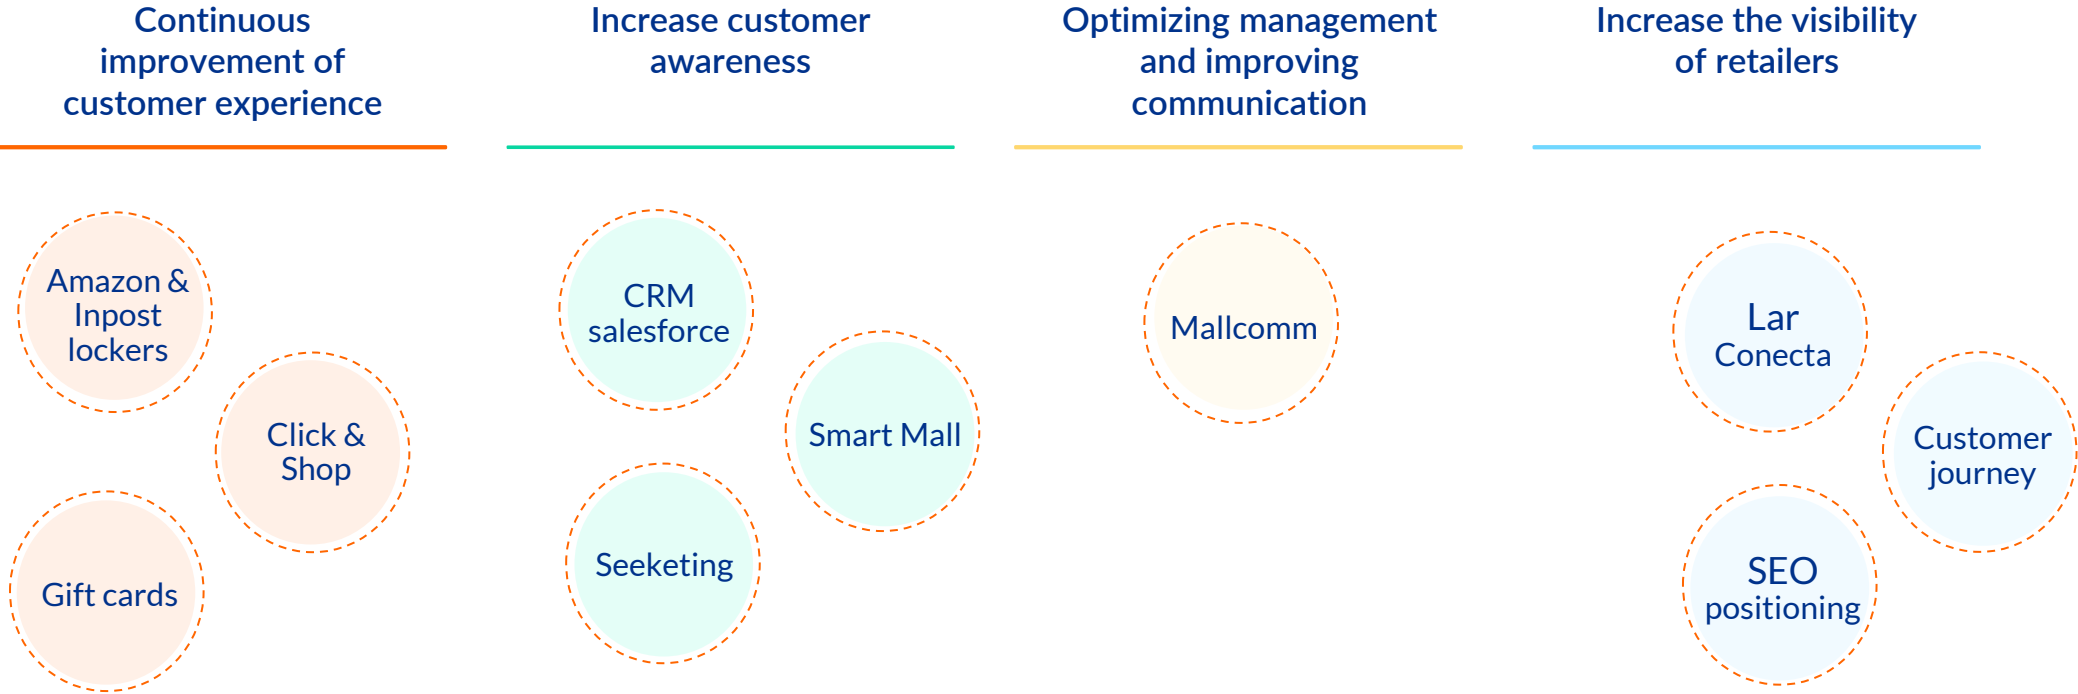 Continuous
improvement of
customer experience
Increase customer
awareness
Optimizing management
and improving
communication
Increase the visibility
of retailers
Amazon &
Inpost
lockers
Click &
Shop
Gift cards
CRM
salesforce
Smart Mall
Seeketing
Mallcomm
Lar
Conecta
Customer
journey
SEO
positioning